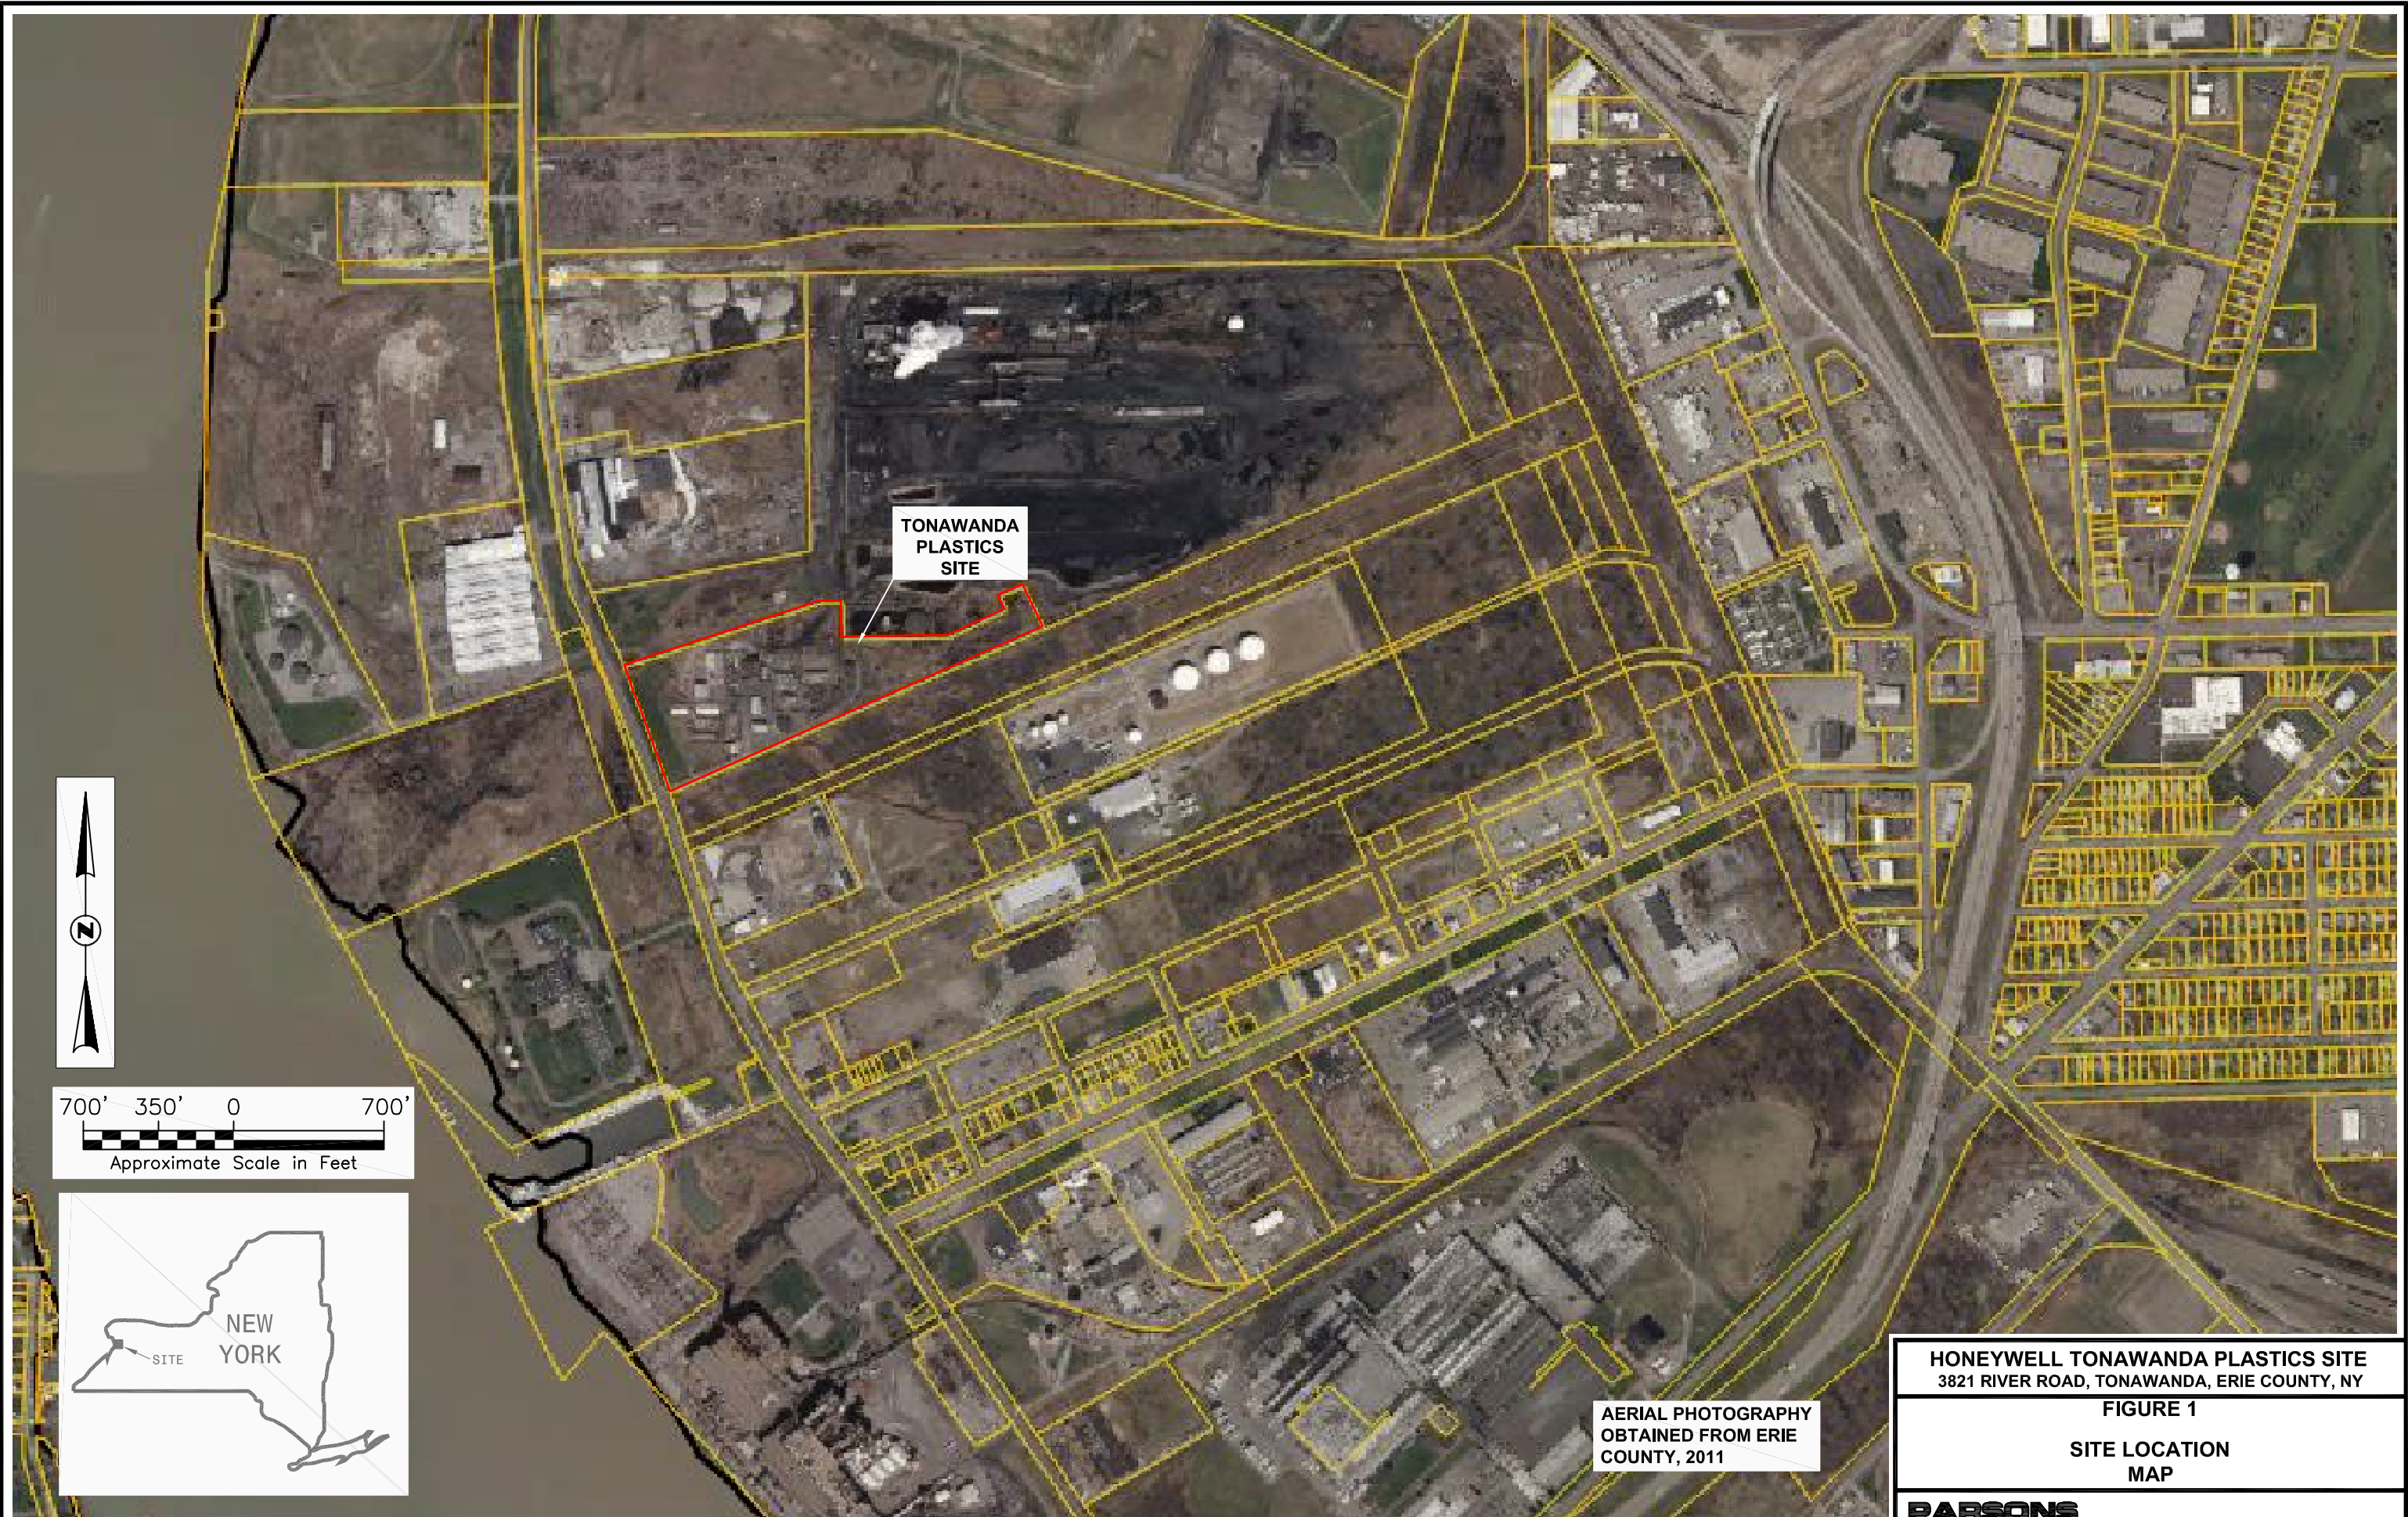 TONAWANDA
PLASTICS
SITE
N
700' 350' 0 700'
Approximate Scale in Feet
NEW
YORK
SITE
AERIAL PHOTOGRAPHY
OBTAINED FROM ERIE
COUNTY, 2011
HONEYWELL TONAWANDA PLASTICS SITE
3821 RIVER ROAD, TONAWANDA, ERIE COUNTY, NY
FIGURE 1
SITE LOCATION
MAP
PARSONS